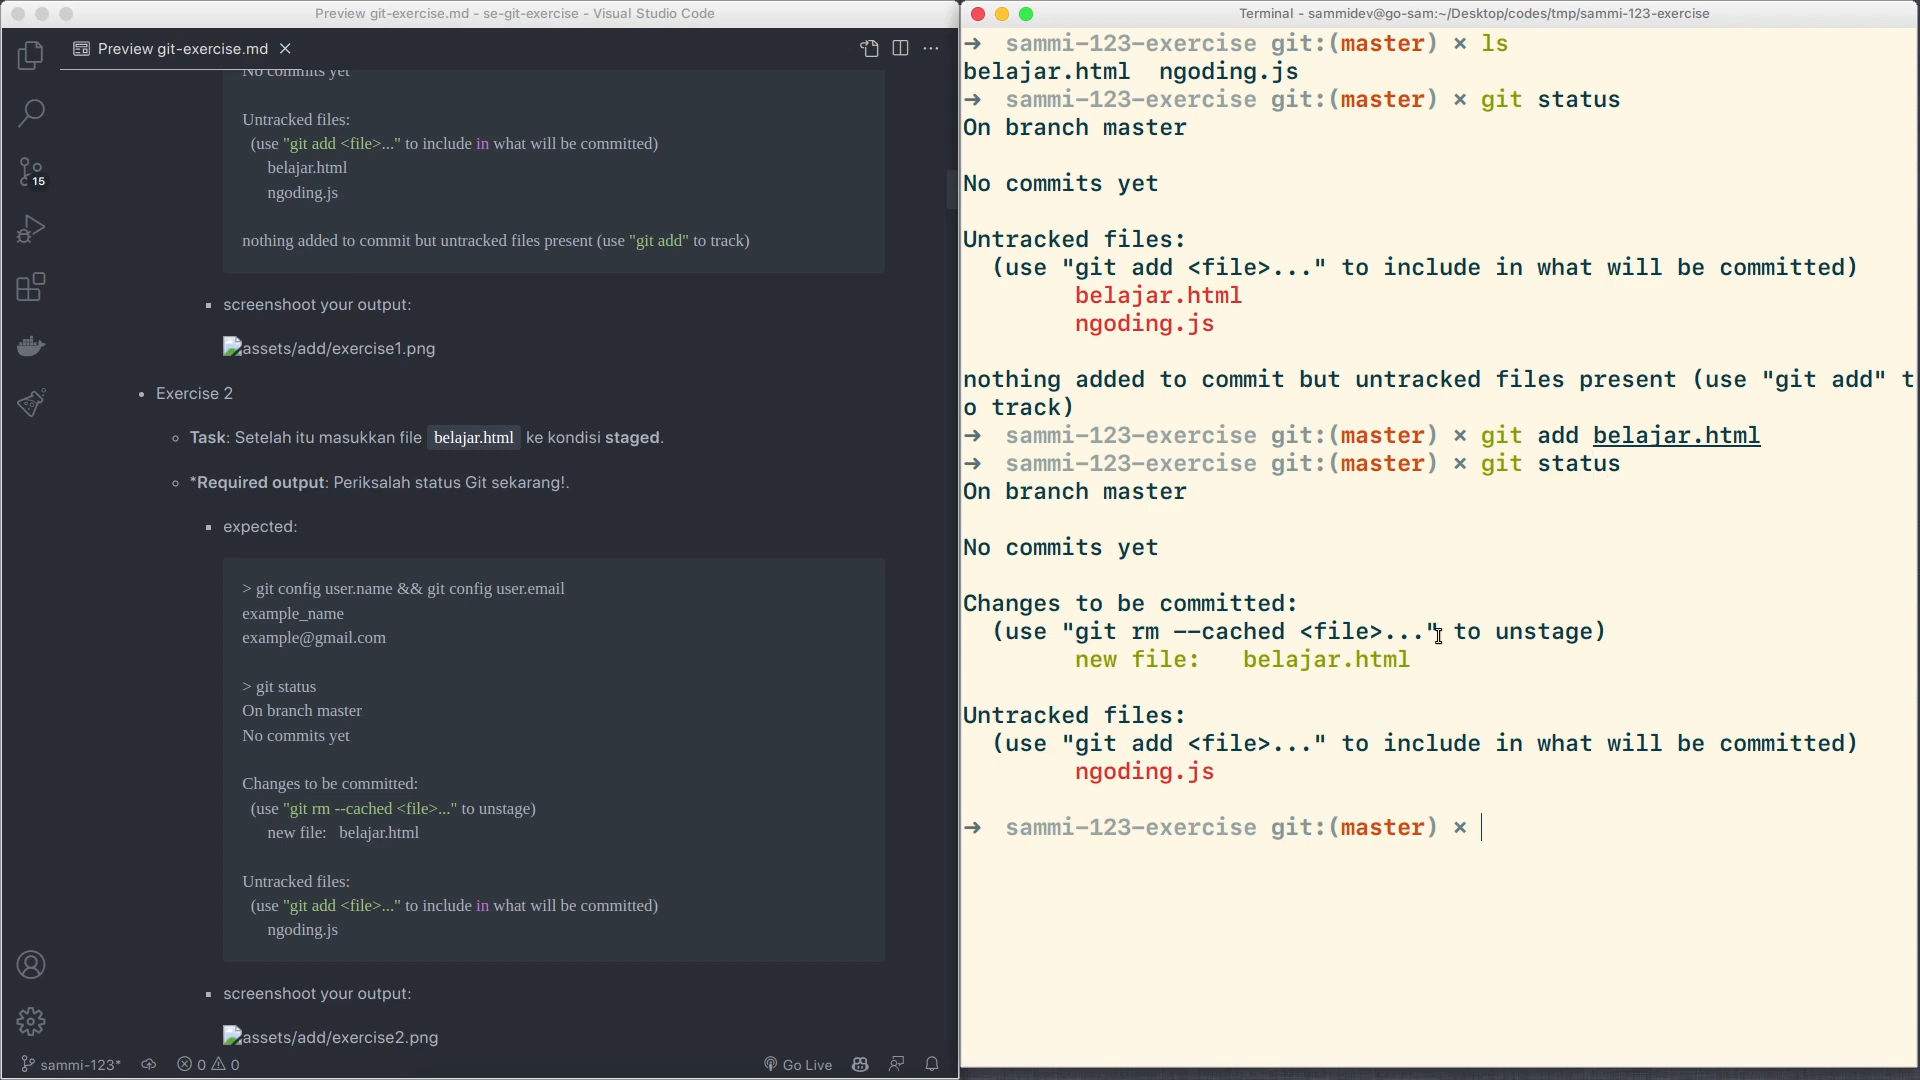 Preview git-exercise.md - se-git-exercise - Visual Studio Code
Preview git-exercise.md
15
No commits yet
Untracked files:
(use "git add <file>..." to include in what will be committed)
belajar.html
ngoding.js
nothing added to commit but untracked files present (use "git add" to track)
screenshoot your output:
assets/add/exercise1.png
Exercise 2
Task: Setelah itu masukkan file belajar.html ke kondisi staged.
*Required output: Periksalah status Git sekarang!.
expected:
> git config user.name && git config user.email
example_name
example@gmail.com
> git status
On branch master
No commits yet
Changes to be committed:
(use "git rm --cached <file>..." to unstage)
new file: belajar.html
Untracked files:
(use "git add <file>..." to include in what will be committed)
ngoding.js
screenshoot your output:
assets/add/exercise2.png
sammi-123* 0 0 Go Live
Terminal - sammidev@go-sam:~/Desktop/codes/tmp/sammi-123-exercise
➜ sammi-123-exercise git:(master) × ls
belajar.html ngoding.js
➜ sammi-123-exercise git:(master) × git status
On branch master
No commits yet
Untracked files:
(use "git add <file>..." to include in what will be committed)
belajar.html
ngoding.js
nothing added to commit but untracked files present (use "git add" t
o track)
➜ sammi-123-exercise git:(master) × git add belajar.html
➜ sammi-123-exercise git:(master) × git status
On branch master
No commits yet
Changes to be committed:
(use "git rm --cached <file>..." to unstage)
new file: belajar.html
Untracked files:
(use "git add <file>..." to include in what will be committed)
ngoding.js
➜ sammi-123-exercise git:(master) ×